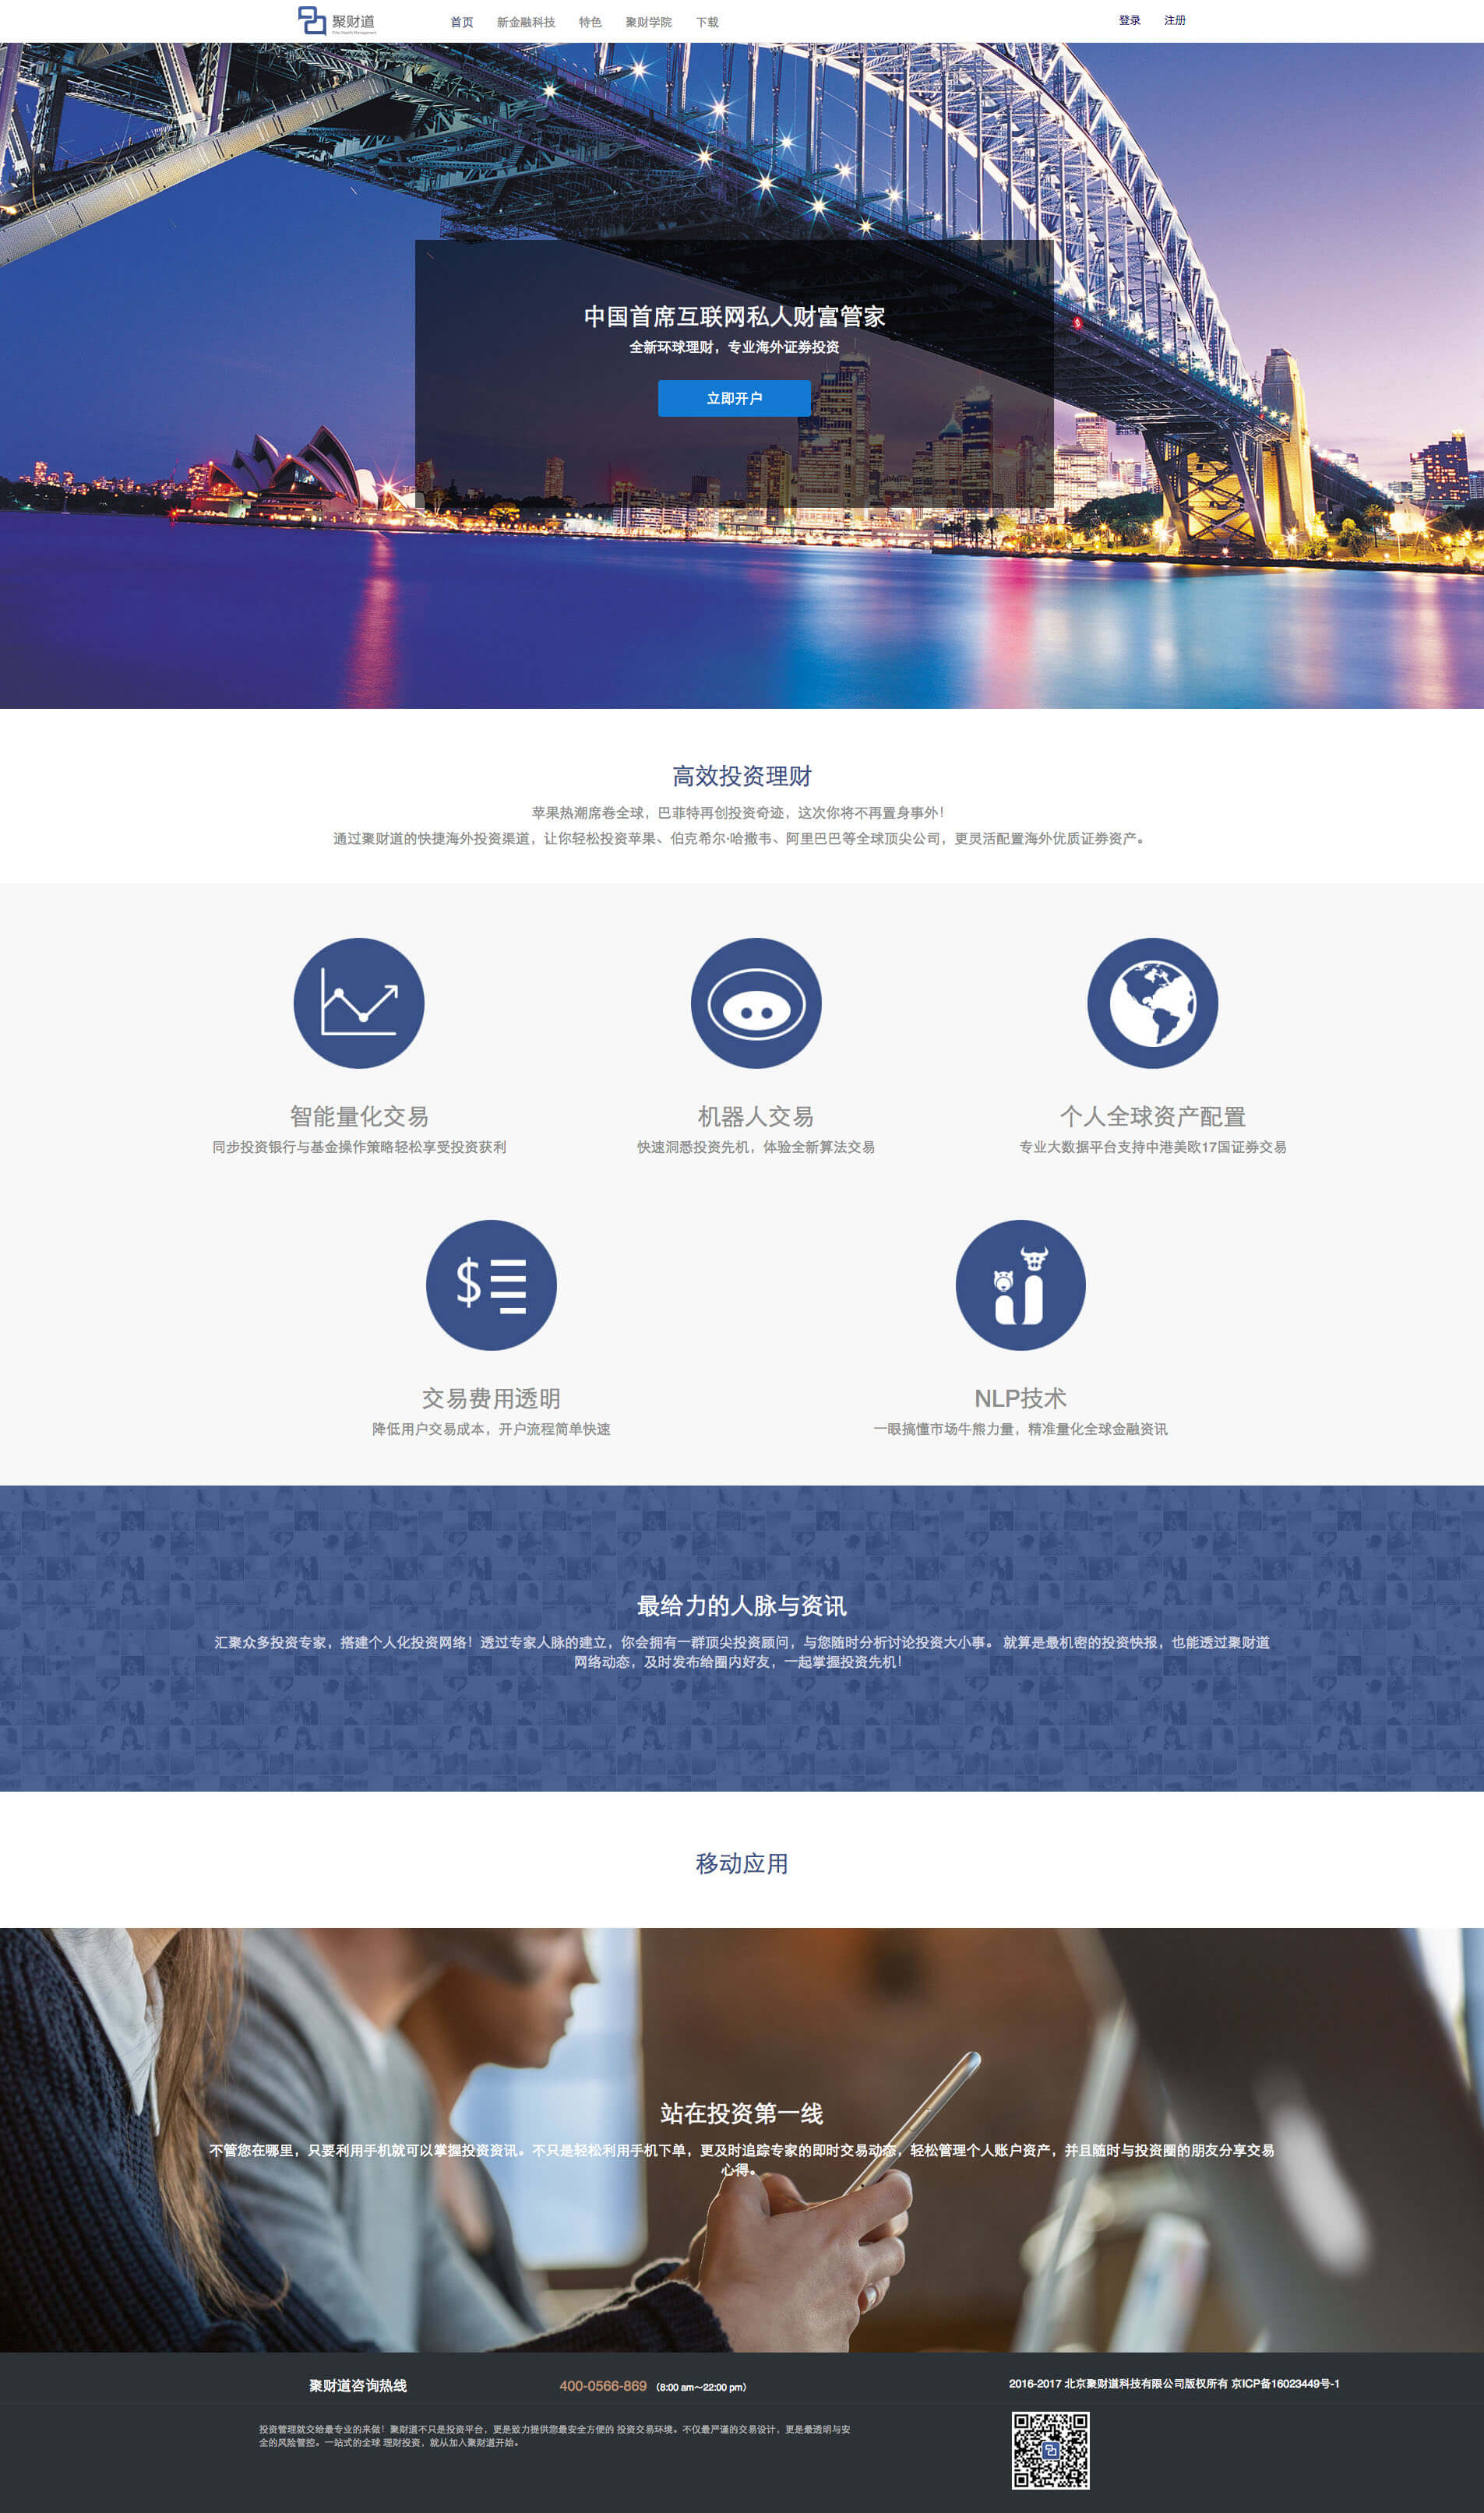 聚财道
Elite Wealth Management
首页 新金融科技 特色 聚财学院 下载
登录 注册
中国首席互联网私人财富管家
全新环球理财，专业海外证券投资
立即开户
高效投资理财
苹果热潮席卷全球，巴菲特再创投资奇迹，这次你将不再置身事外！
通过聚财道的快捷海外投资渠道，让你轻松投资苹果、伯克希尔·哈撒韦、阿里巴巴等全球顶尖公司，更灵活配置海外优质证券资产。
智能量化交易
同步投资银行与基金操作策略轻松享受投资获利
机器人交易
快速洞悉投资先机，体验全新算法交易
个人全球资产配置
专业大数据平台支持中港美欧17国证券交易
交易费用透明
降低用户交易成本，开户流程简单快速
NLP技术
一眼搞懂市场牛熊力量，精准量化全球金融资讯
最给力的人脉与资讯
汇聚众多投资专家，搭建个人化投资网络！透过专家人脉的建立，你会拥有一群顶尖投资顾问，与您随时分析讨论投资大小事。 就算是最机密的投资快报，也能透过聚财道
网络动态，及时发布给圈内好友，一起掌握投资先机！
移动应用
站在投资第一线
不管您在哪里，只要利用手机就可以掌握投资资讯。不只是轻松利用手机下单，更及时追踪专家的即时交易动态，轻松管理个人账户资产，并且随时与投资圈的朋友分享交易
心得。
聚财道咨询热线
400-0566-869 （8:00 am～22:00 pm）
2016-2017 北京聚财道科技有限公司版权所有 京ICP备16023449号-1
投资管理就交给最专业的来做！聚财道不只是投资平台，更是致力提供您最安全方便的 投资交易环境。不仅最严谨的交易设计，更是最透明与安
全的风险管控。一站式的全球 理财投资，就从加入聚财道开始。